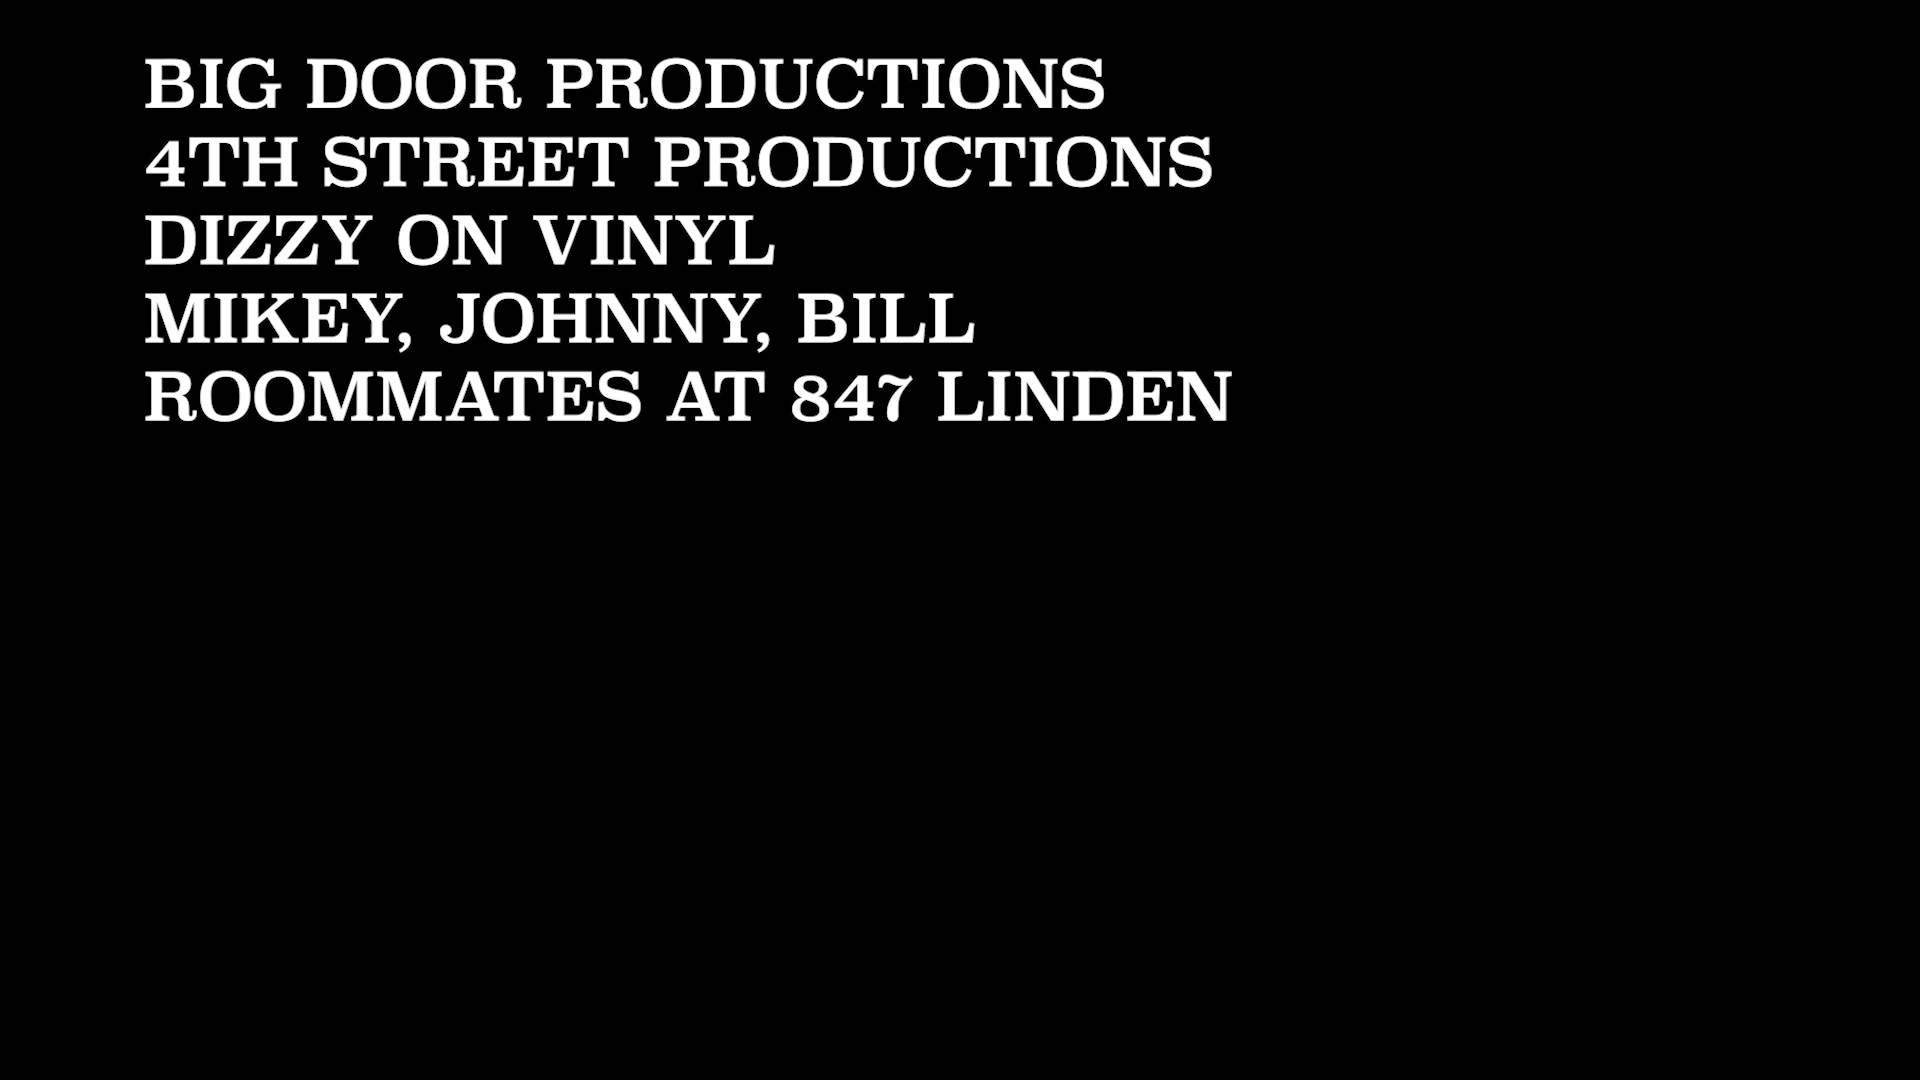 BIG DOOR PRODUCTIONS
4TH STREET PRODUCTIONS
DIZZY ON VINYL
MIKEY, JOHNNY, BILL
ROOMMATES AT 847 LINDEN